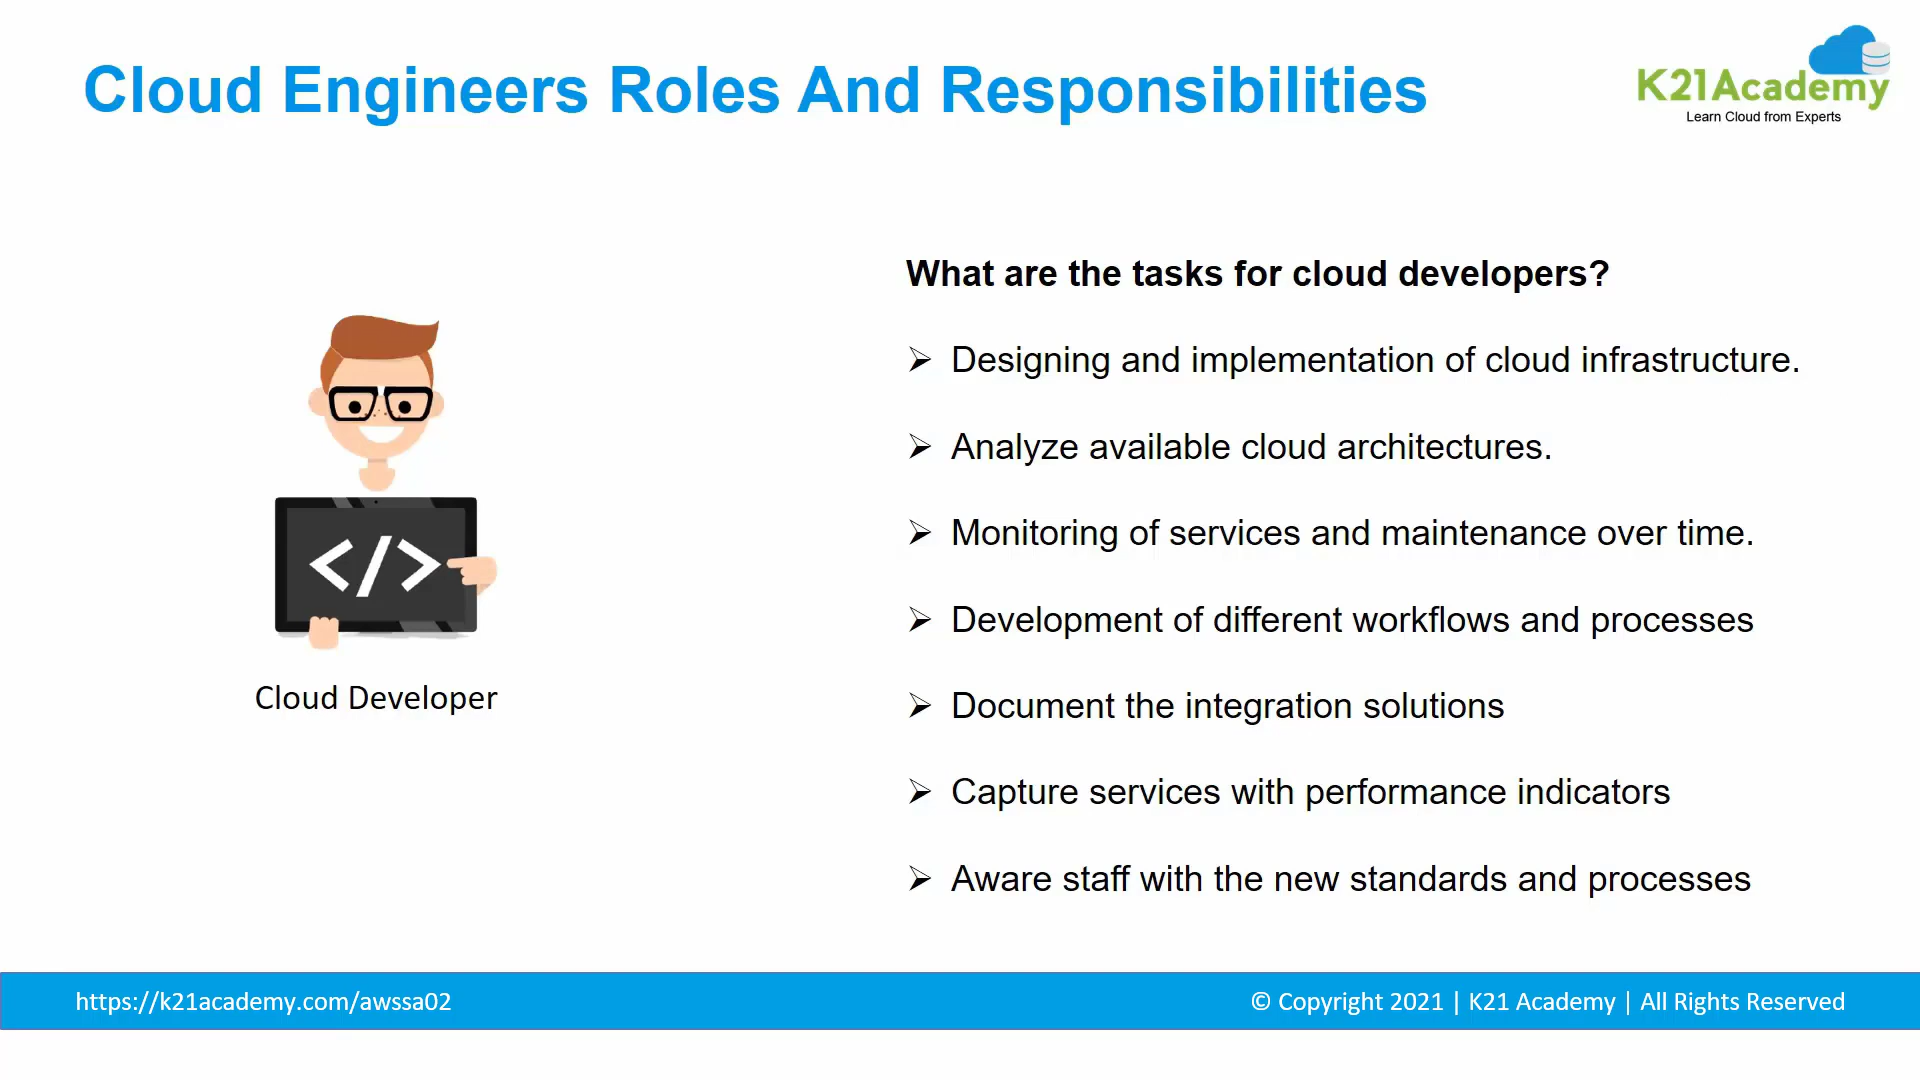 Cloud Engineers Roles And Responsibilities
K21Academy
Learn Cloud from Experts
What are the tasks for cloud developers?
➢ Designing and implementation of cloud infrastructure.
➢ Analyze available cloud architectures.
➢ Monitoring of services and maintenance over time.
➢ Development of different workflows and processes
➢ Document the integration solutions
➢ Capture services with performance indicators
➢ Aware staff with the new standards and processes
</>
Cloud Developer
https://k21academy.com/awssa02
© Copyright 2021 | K21 Academy | All Rights Reserved